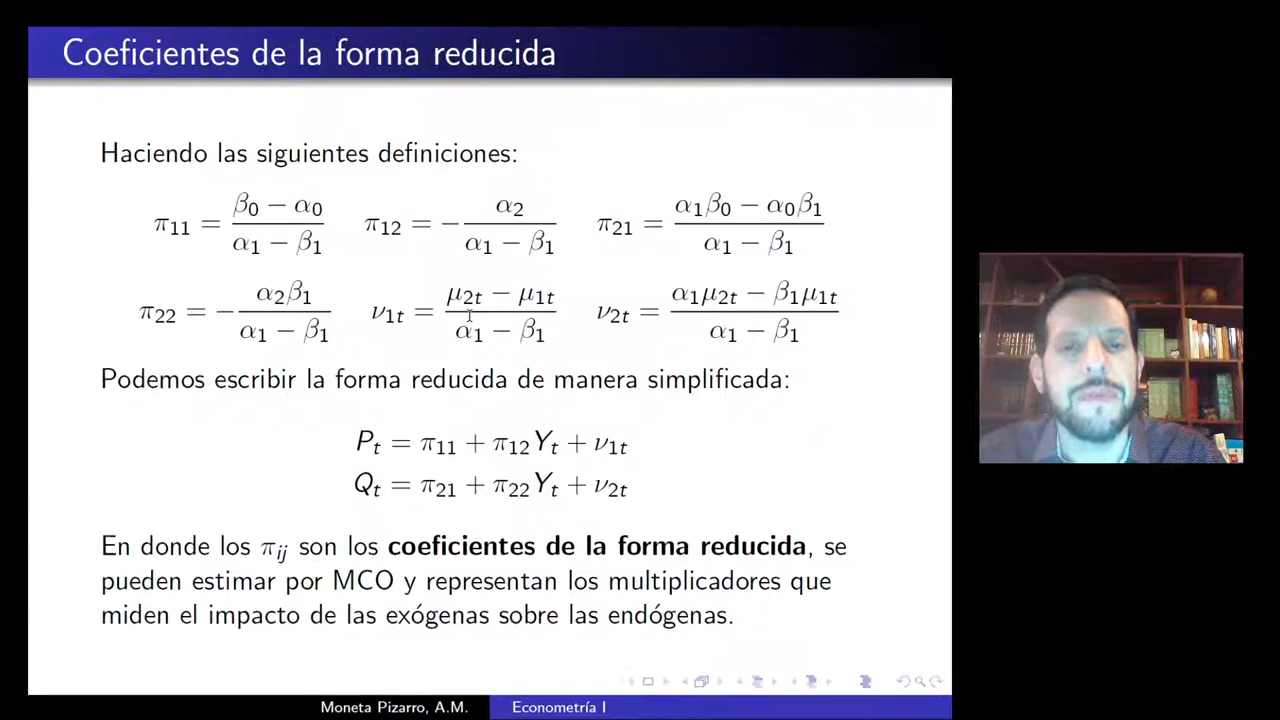 Coeficientes de la forma reducida
Haciendo las siguientes definiciones:
π₁₁ = (β₀ − α₀)/(α₁ − β₁) π₁₂ = −α₂/(α₁ − β₁) π₂₁ = (α₁β₀ − α₀β₁)/(α₁ − β₁)
π₂₂ = −α₂β₁/(α₁ − β₁) ν₁ₜ = (μ₂ₜ − μ₁ₜ)/(α₁ − β₁) ν₂ₜ = (α₁μ₂ₜ − β₁μ₁ₜ)/(α₁ − β₁)
Podemos escribir la forma reducida de manera simplificada:
Pₜ = π₁₁ + π₁₂Yₜ + ν₁ₜ
Qₜ = π₂₁ + π₂₂Yₜ + ν₂ₜ
En donde los πᵢⱼ son los coeficientes de la forma reducida, se
pueden estimar por MCO y representan los multiplicadores que
miden el impacto de las exógenas sobre las endógenas.
Moneta Pizarro, A.M. Econometría I